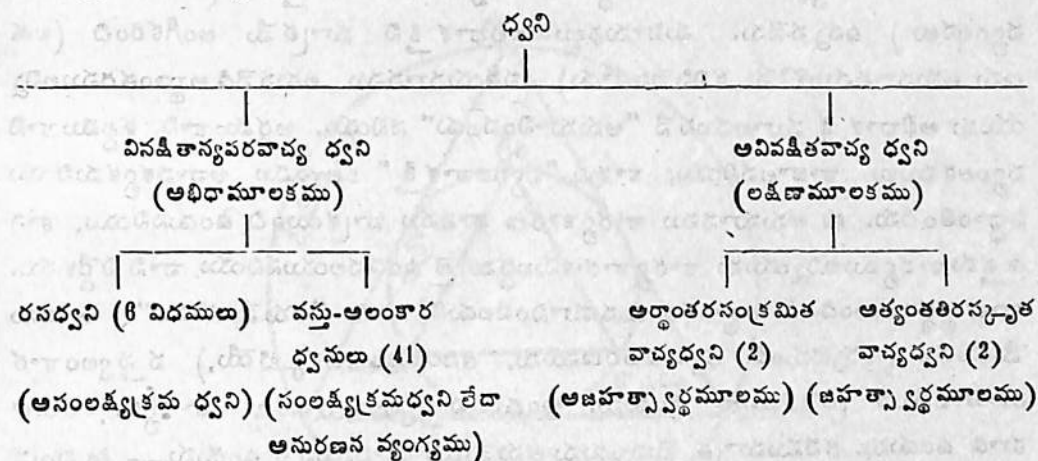 ధ్వని
వివక్షితాన్యపరవాచ్య ధ్వని అవివక్షితవాచ్య ధ్వని
(అభిధామూలకము) (లక్షణామూలకము)
రసధ్వని (6 విధములు) వస్తు-అలంకార అర్థాంతరసంక్రమిత అత్యంతతిరస్కృత
ధ్వనులు (41) వాచ్యధ్వని (2) వాచ్యధ్వని (2)
(అసంలక్ష్యక్రమ ధ్వని) (సంలక్ష్యక్రమధ్వని లేదా (అజహత్స్వార్థమూలము) (జహత్స్వార్థమూలము)
అనురణన వ్యంగ్యము)